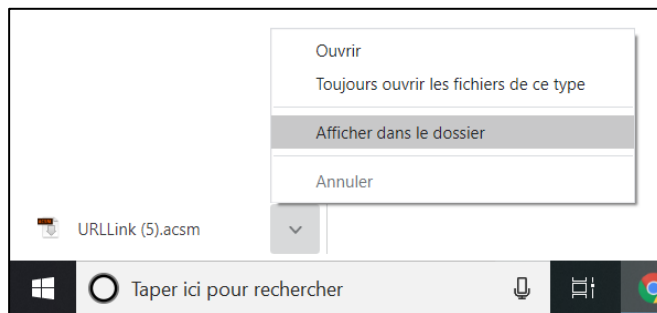 Ouvrir
Toujours ouvrir les fichiers de ce type
Afficher dans le dossier
Annuler
URLLink (5).acsm
Taper ici pour rechercher